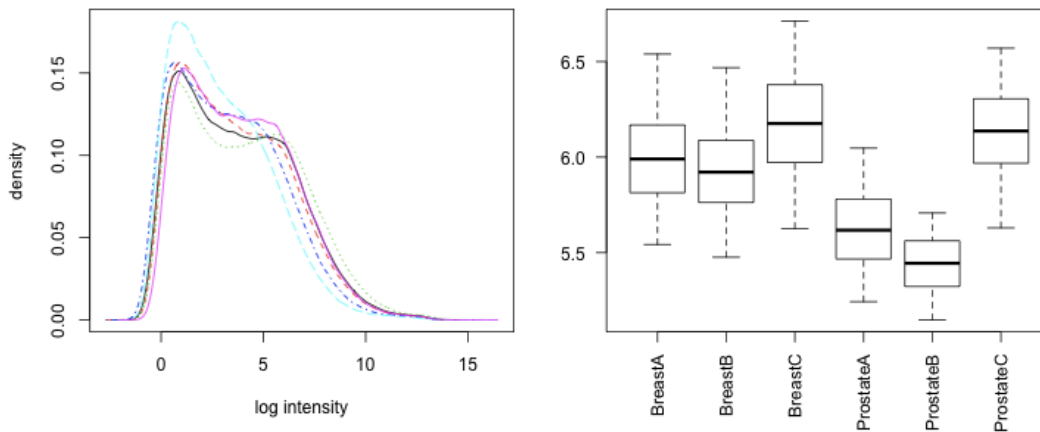 0.15
0.10
0.05
0.00
density
0 5 10 15
log intensity
6.5
6.0
5.5
BreastA
BreastB
BreastC
ProstateA
ProstateB
ProstateC